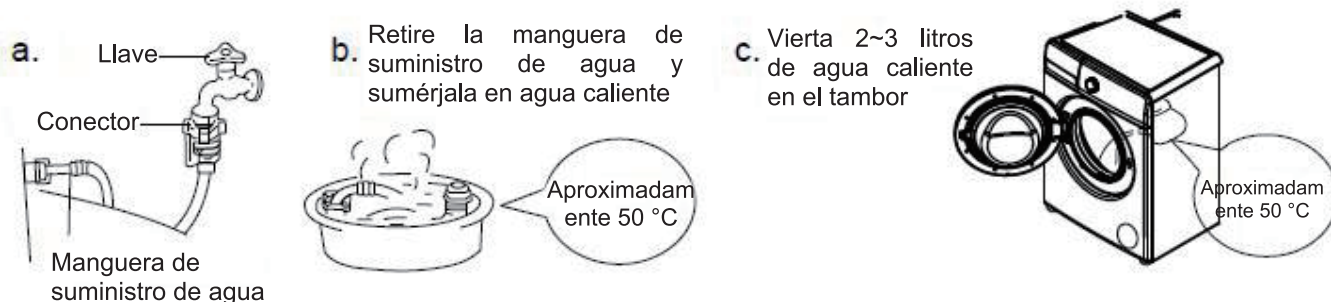 a.
Llave
Conector
Manguera de
suministro de agua
b.
Retire la manguera de
suministro de agua y
sumérjala en agua caliente
Aproximadam
ente 50 °C
c.
Vierta 2~3 litros
de agua caliente
en el tambor
Aproximadam
ente 50 °C